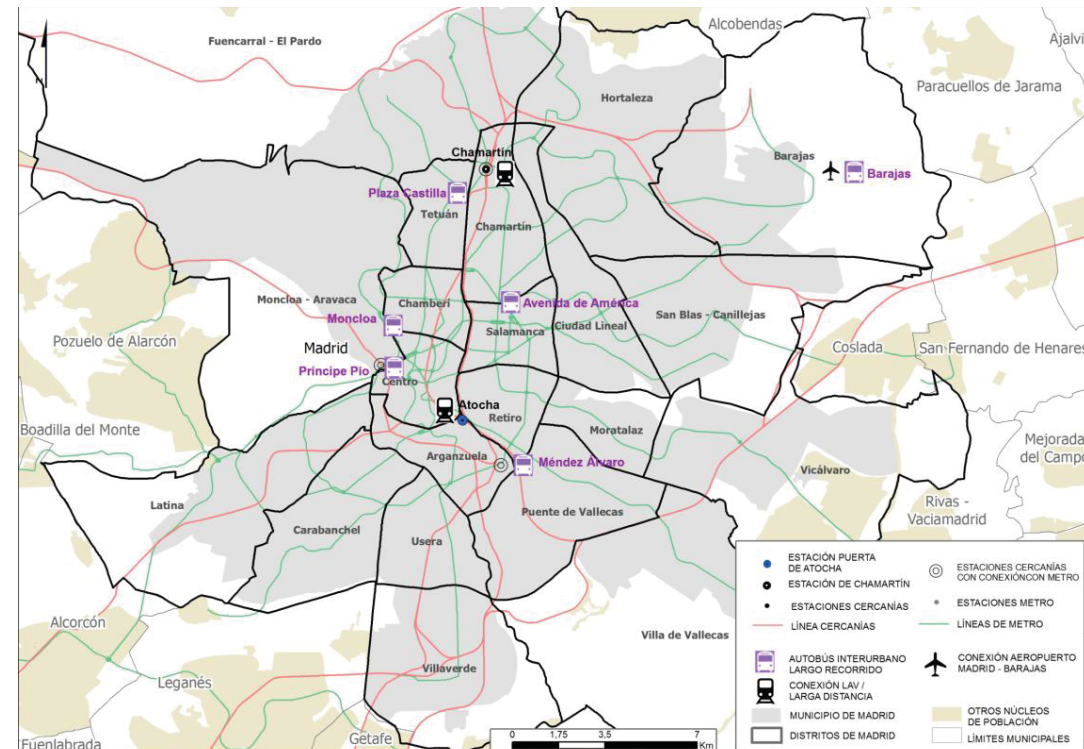 Alcobendas
Fuencarral - El Pardo
Ajalvi
Paracuellos de Jarama
Hortaleza
Chamartín
Barajas
Barajas
Plaza Castilla
Tetuán
Chamartín
Moncloa - Aravaca
Chamberí
Avenida de América
Moncloa
San Blas - Canillejas
Salamanca
Ciudad Lineal
Pozuelo de Alarcón
Madrid
Coslada
San Fernando de Henares
Príncipe Pío
Centro
Atocha
Retiro
Boadilla del Monte
Moratalaz
Mejorada
del Campo
Arganzuela
Méndez Álvaro
Vicálvaro
Latina
Puente de Vallecas
Rivas -
Vaciamadrid
Carabanchel
Usera
Alcorcón
Villa de Vallecas
Villaverde
Leganés
Getafe
Fuenlabrada
0 1,75 3,5 7
Km
ESTACIÓN PUERTA
DE ATOCHA
ESTACIÓN DE CHAMARTÍN
ESTACIONES CERCANÍAS
LÍNEA CERCANÍAS
AUTOBÚS INTERURBANO
LARGO RECORRIDO
CONEXIÓN LAV /
LARGA DISTANCIA
MUNICIPIO DE MADRID
DISTRITOS DE MADRID
ESTACIONES CERCANÍAS
CON CONEXIÓNCON METRO
ESTACIONES METRO
LÍNEAS DE METRO
CONEXIÓN AEROPUERTO
MADRID - BARAJAS
OTROS NÚCLEOS
DE POBLACIÓN
LÍMITES MUNICIPALES